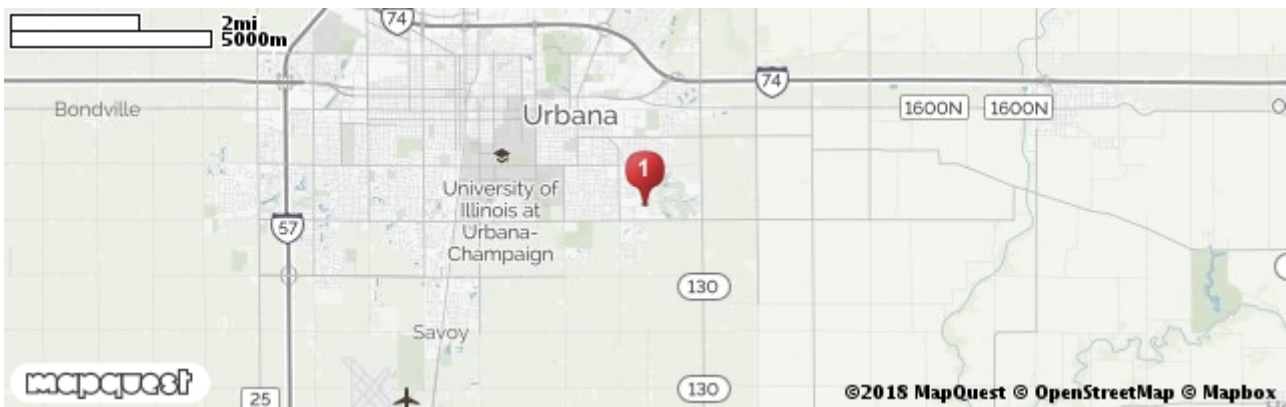 2mi
5000m
74
74
Bondville
Urbana
1600N
1600N
1
University of
Illinois at
Urbana-
Champaign
57
130
Savoy
mapquest
25
130
©2018 MapQuest © OpenStreetMap © Mapbox